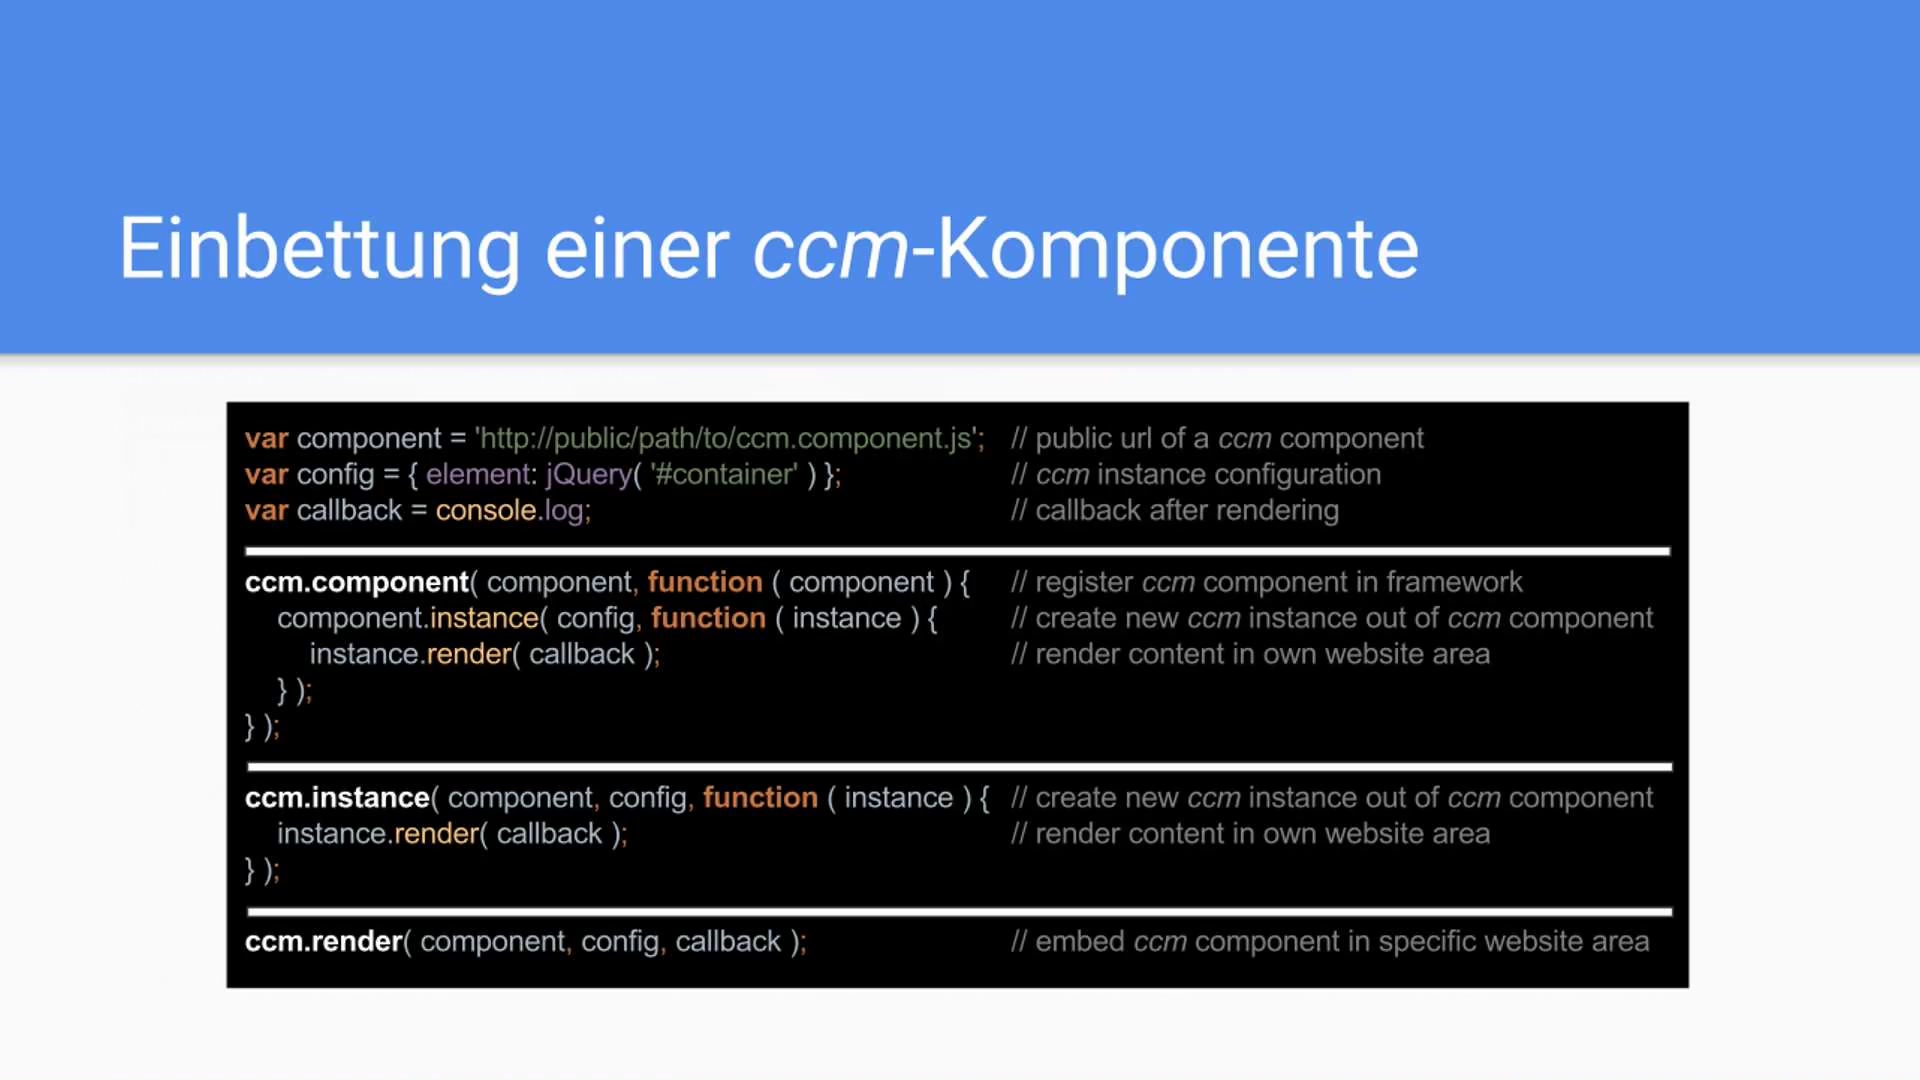 Einbettung einer ccm-Komponente
var component = 'http://public/path/to/ccm.component.js'; // public url of a ccm component
var config = { element: jQuery( '#container' ) }; // ccm instance configuration
var callback = console.log; // callback after rendering
ccm.component( component, function ( component ) { // register ccm component in framework
component.instance( config, function ( instance ) { // create new ccm instance out of ccm component
instance.render( callback ); // render content in own website area
} );
} );
ccm.instance( component, config, function ( instance ) { // create new ccm instance out of ccm component
instance.render( callback ); // render content in own website area
} );
ccm.render( component, config, callback ); // embed ccm component in specific website area